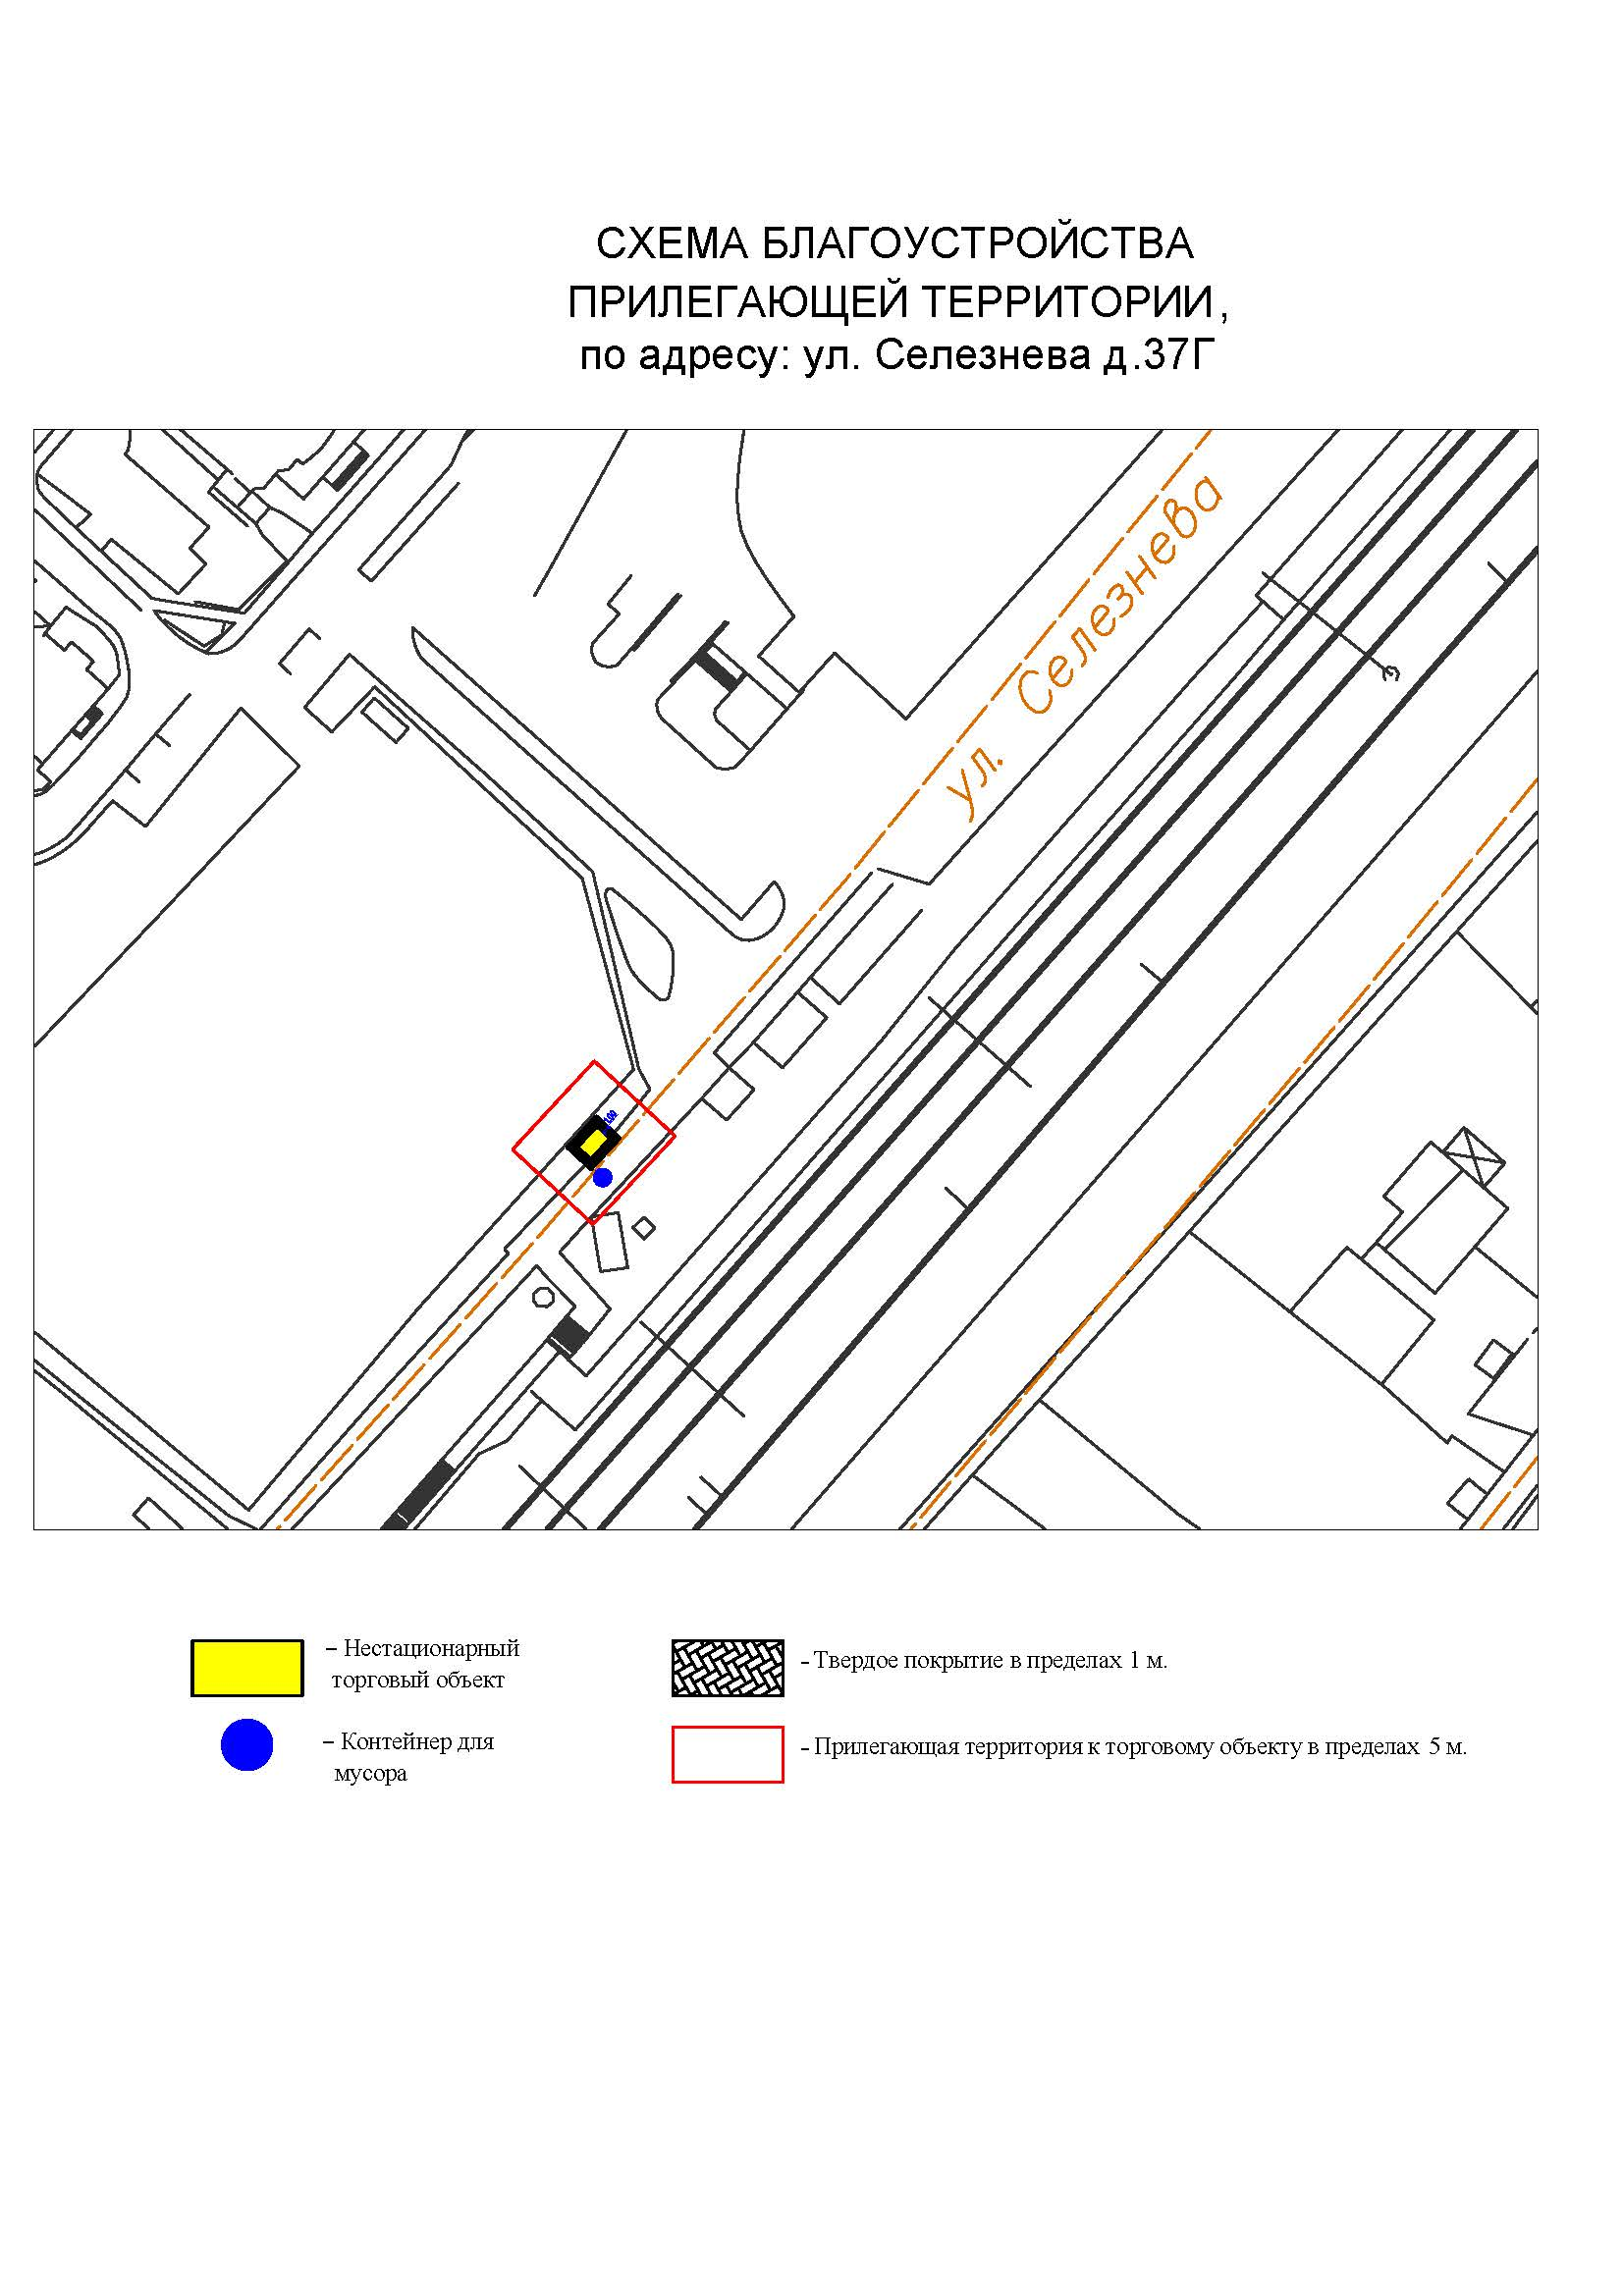 СХЕМА БЛАГОУСТРОЙСТВА
ПРИЛЕГАЮЩЕЙ ТЕРРИТОРИИ,
по адресу: ул. Селезнева д.37Г
ул. Селезнева
– Нестационарный
торговый объект
– Твердое покрытие в пределах 1 м.
– Контейнер для
мусора
– Прилегающая территория к торговому объекту в пределах 5 м.